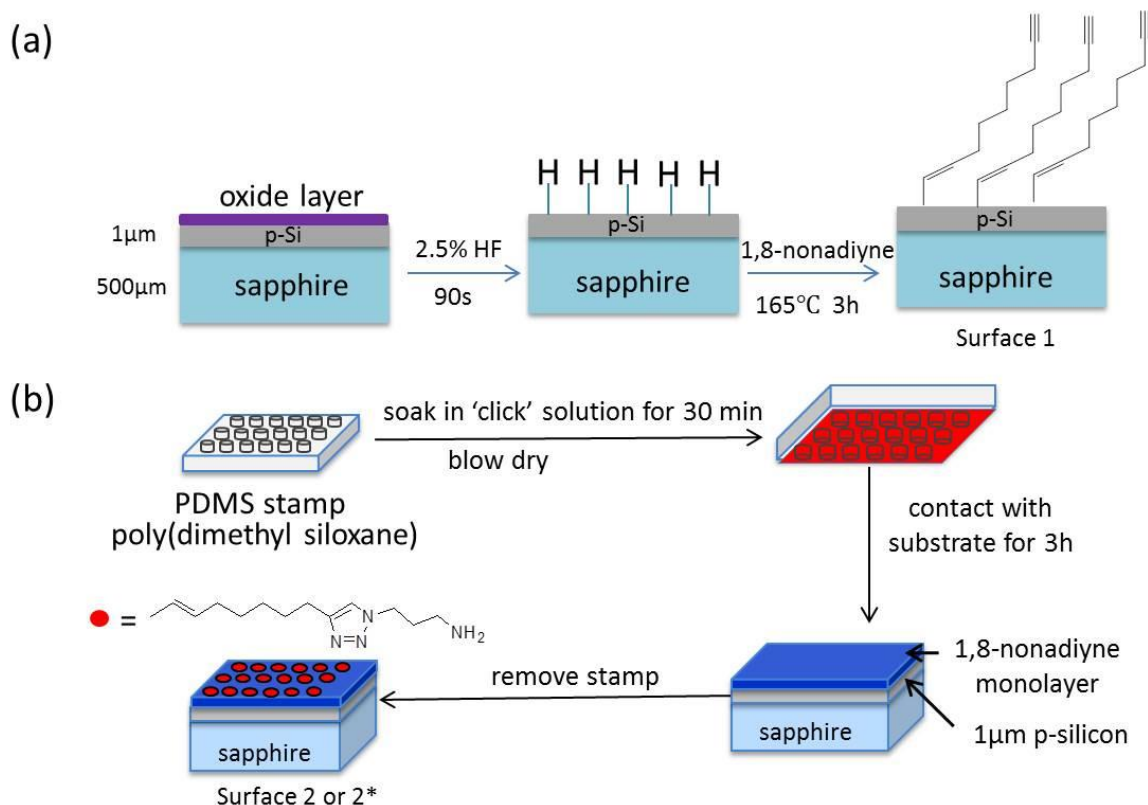 (a)
oxide layer
1µm
p-Si
500µm
sapphire
2.5% HF
90s
H H H H H
p-Si
sapphire
1,8-nonadiyne
165℃ 3h
Surface 1
(b)
soak in 'click' solution for 30 min
blow dry
PDMS stamp
poly(dimethyl siloxane)
contact with
substrate for 3h
=
N
N=N
NH2
remove stamp
1,8-nonadiyne
monolayer
1µm p-silicon
sapphire
sapphire
Surface 2 or 2*